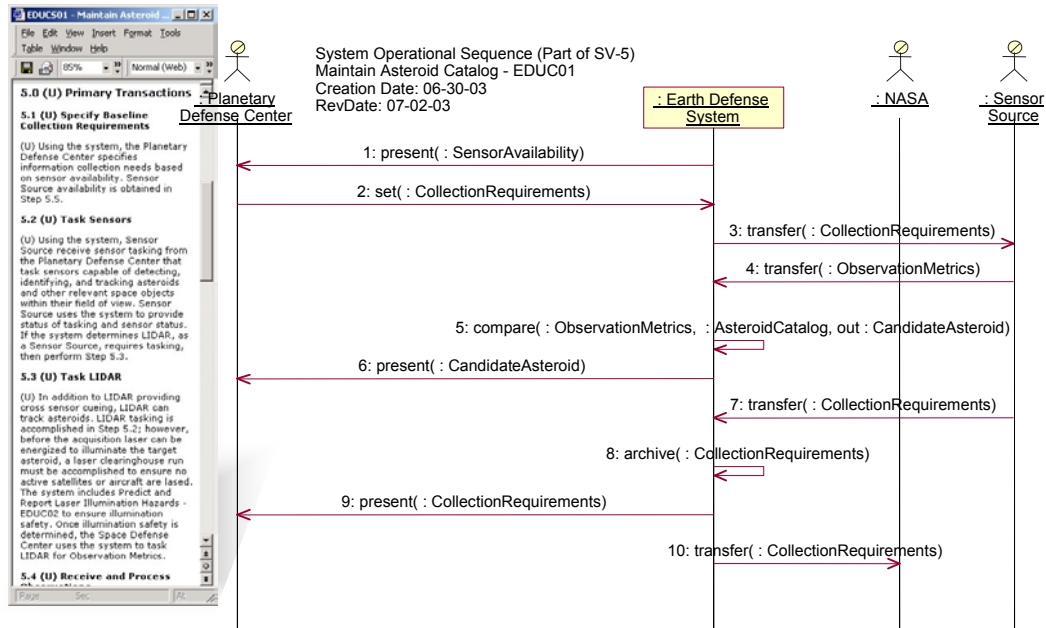 EDUCS01 - Maintain Asteroid ...
File Edit View Insert Format Tools
Table Window Help
85% Normal (Web)
5.0 (U) Primary Transactions
5.1 (U) Specify Baseline
Collection Requirements
(U) Using the system, the Planetary
Defense Center specifies
information collection needs based
on sensor availability. Sensor
Source availability is obtained in
Step 5.5.
5.2 (U) Task Sensors
(U) Using the system, Sensor
Source receive sensor tasking from
the Planetary Defense Center that
task sensors capable of detecting,
identifying, and tracking asteroids
and other relevant space objects
within their field of view. Sensor
Source uses the system to provide
status of tasking and sensor status.
If the system determines LIDAR, as
a Sensor Source, requires tasking,
then perform Step 5.3.
5.3 (U) Task LIDAR
(U) In addition to LIDAR providing
cross sensor cueing, LIDAR can
track asteroids. LIDAR tasking is
accomplished in Step 5.2; however,
before the acquisition laser can be
energized to illuminate the target
asteroid, a laser clearinghouse run
must be accomplished to ensure no
active satellites or aircraft are lased.
The system includes Predict and
Report Laser Illumination Hazards -
EDUC02 to ensure illumination
safety. Once illumination safety is
determined, the Space Defense
Center uses the system to task
LIDAR for Observation Metrics.
5.4 (U) Receive and Process
Observations
Page Sec At
System Operational Sequence (Part of SV-5)
Maintain Asteroid Catalog - EDUC01
Creation Date: 06-30-03
RevDate: 07-02-03
: Planetary
Defense Center
: Earth Defense
System
: NASA
: Sensor
Source
1: present( : SensorAvailability)
2: set( : CollectionRequirements)
3: transfer( : CollectionRequirements)
4: transfer( : ObservationMetrics)
5: compare( : ObservationMetrics, : AsteroidCatalog, out : CandidateAsteroid)
6: present( : CandidateAsteroid)
7: transfer( : CollectionRequirements)
8: archive( : CollectionRequirements)
9: present( : CollectionRequirements)
10: transfer( : CollectionRequirements)